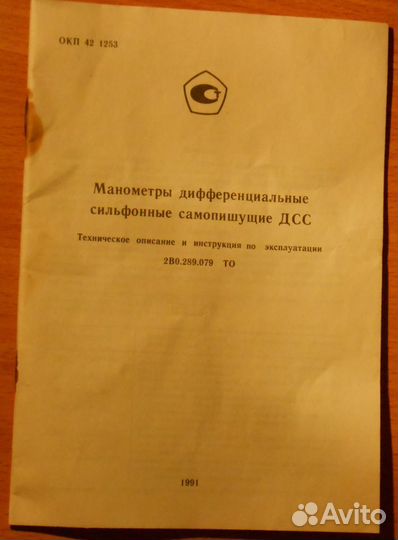 ОКП 42 1253
Манометры дифференциальные
сильфонные самопишущие ДСС
Техническое описание и инструкция по эксплуатации
2В0.289.079 ТО
1991
Avito